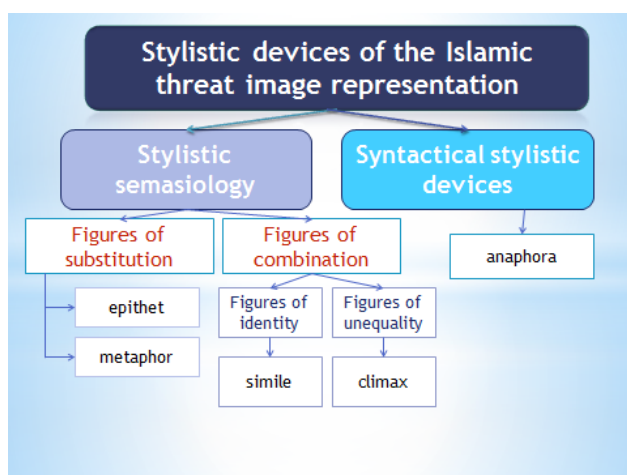 Stylistic devices of the Islamic
threat image representation
Stylistic
semasiology
Syntactical stylistic
devices
Figures of
substitution
Figures of
combination
anaphora
epithet
metaphor
Figures of
identity
Figures of
unequality
simile
climax